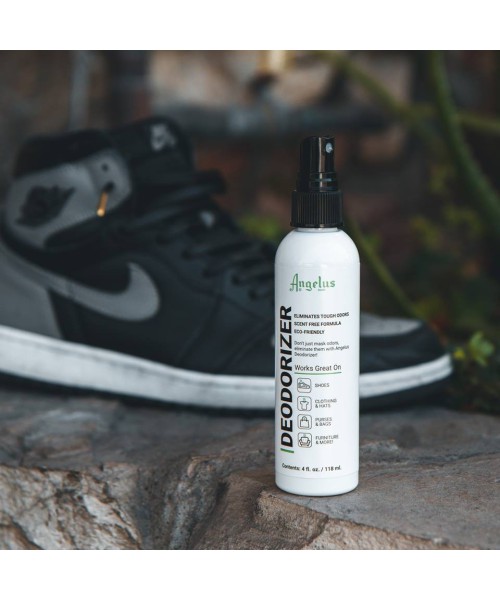 Angelus
DEODORIZER
ELIMINATES TOUGH ODORS
SCENT FREE FORMULA
ECO-FRIENDLY
Don't just mask odors,
eliminate them with Angelus
Deodorizer!
Works Great On
SHOES
CLOTHING
& HATS
PURSES
& BAGS
FURNITURE
& MORE!
Contents: 4 fl. oz. / 118 ml.